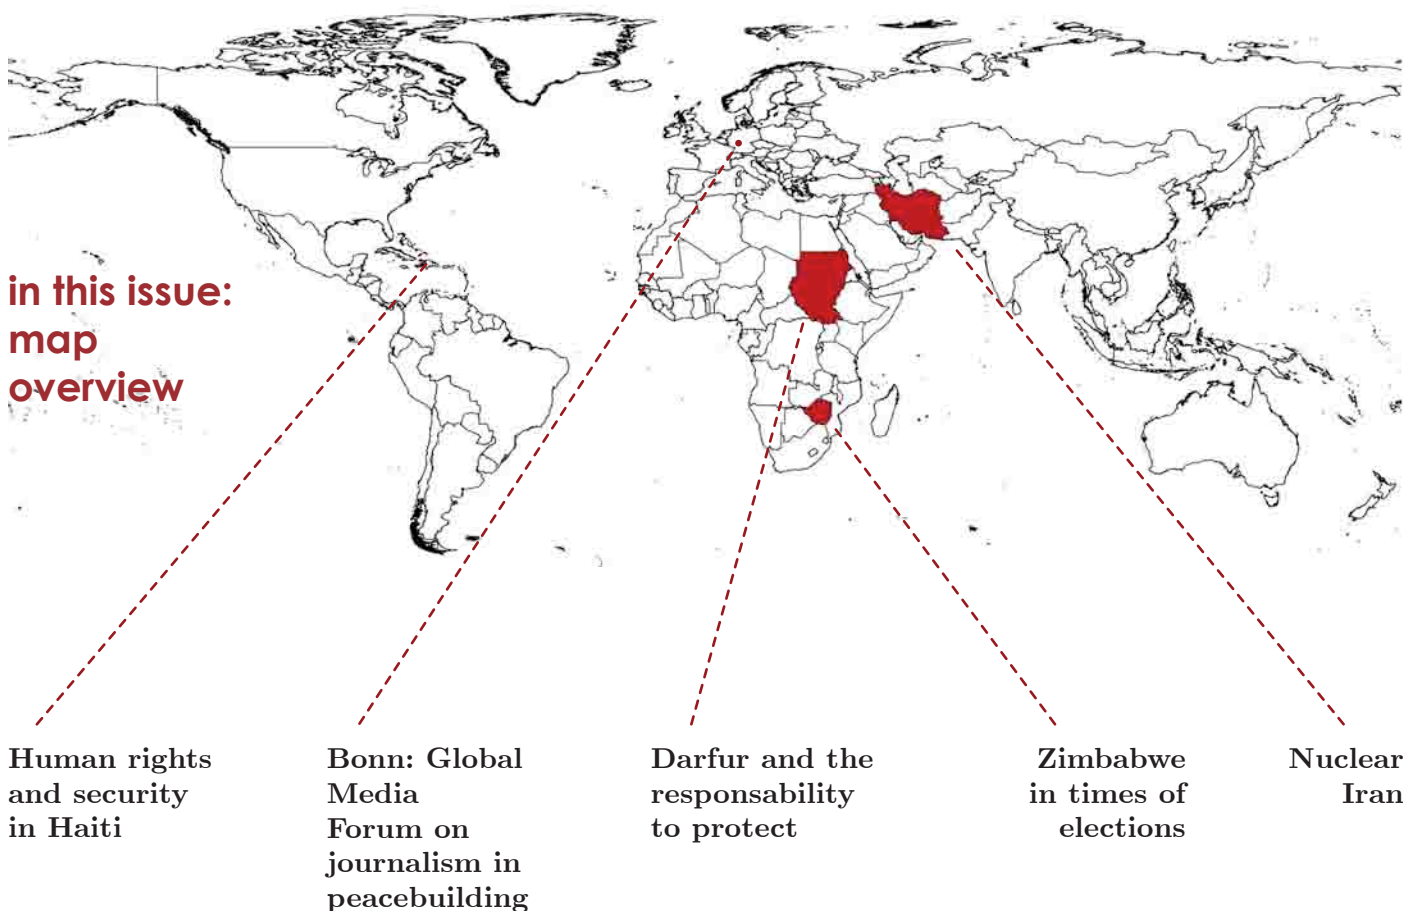 in this issue:
map
overview
Human rights
and security
in Haiti
Bonn: Global
Media
Forum on
journalism in
peacebuilding
Darfur and the
responsability
to protect
Zimbabwe
in times of
elections
Nuclear
Iran